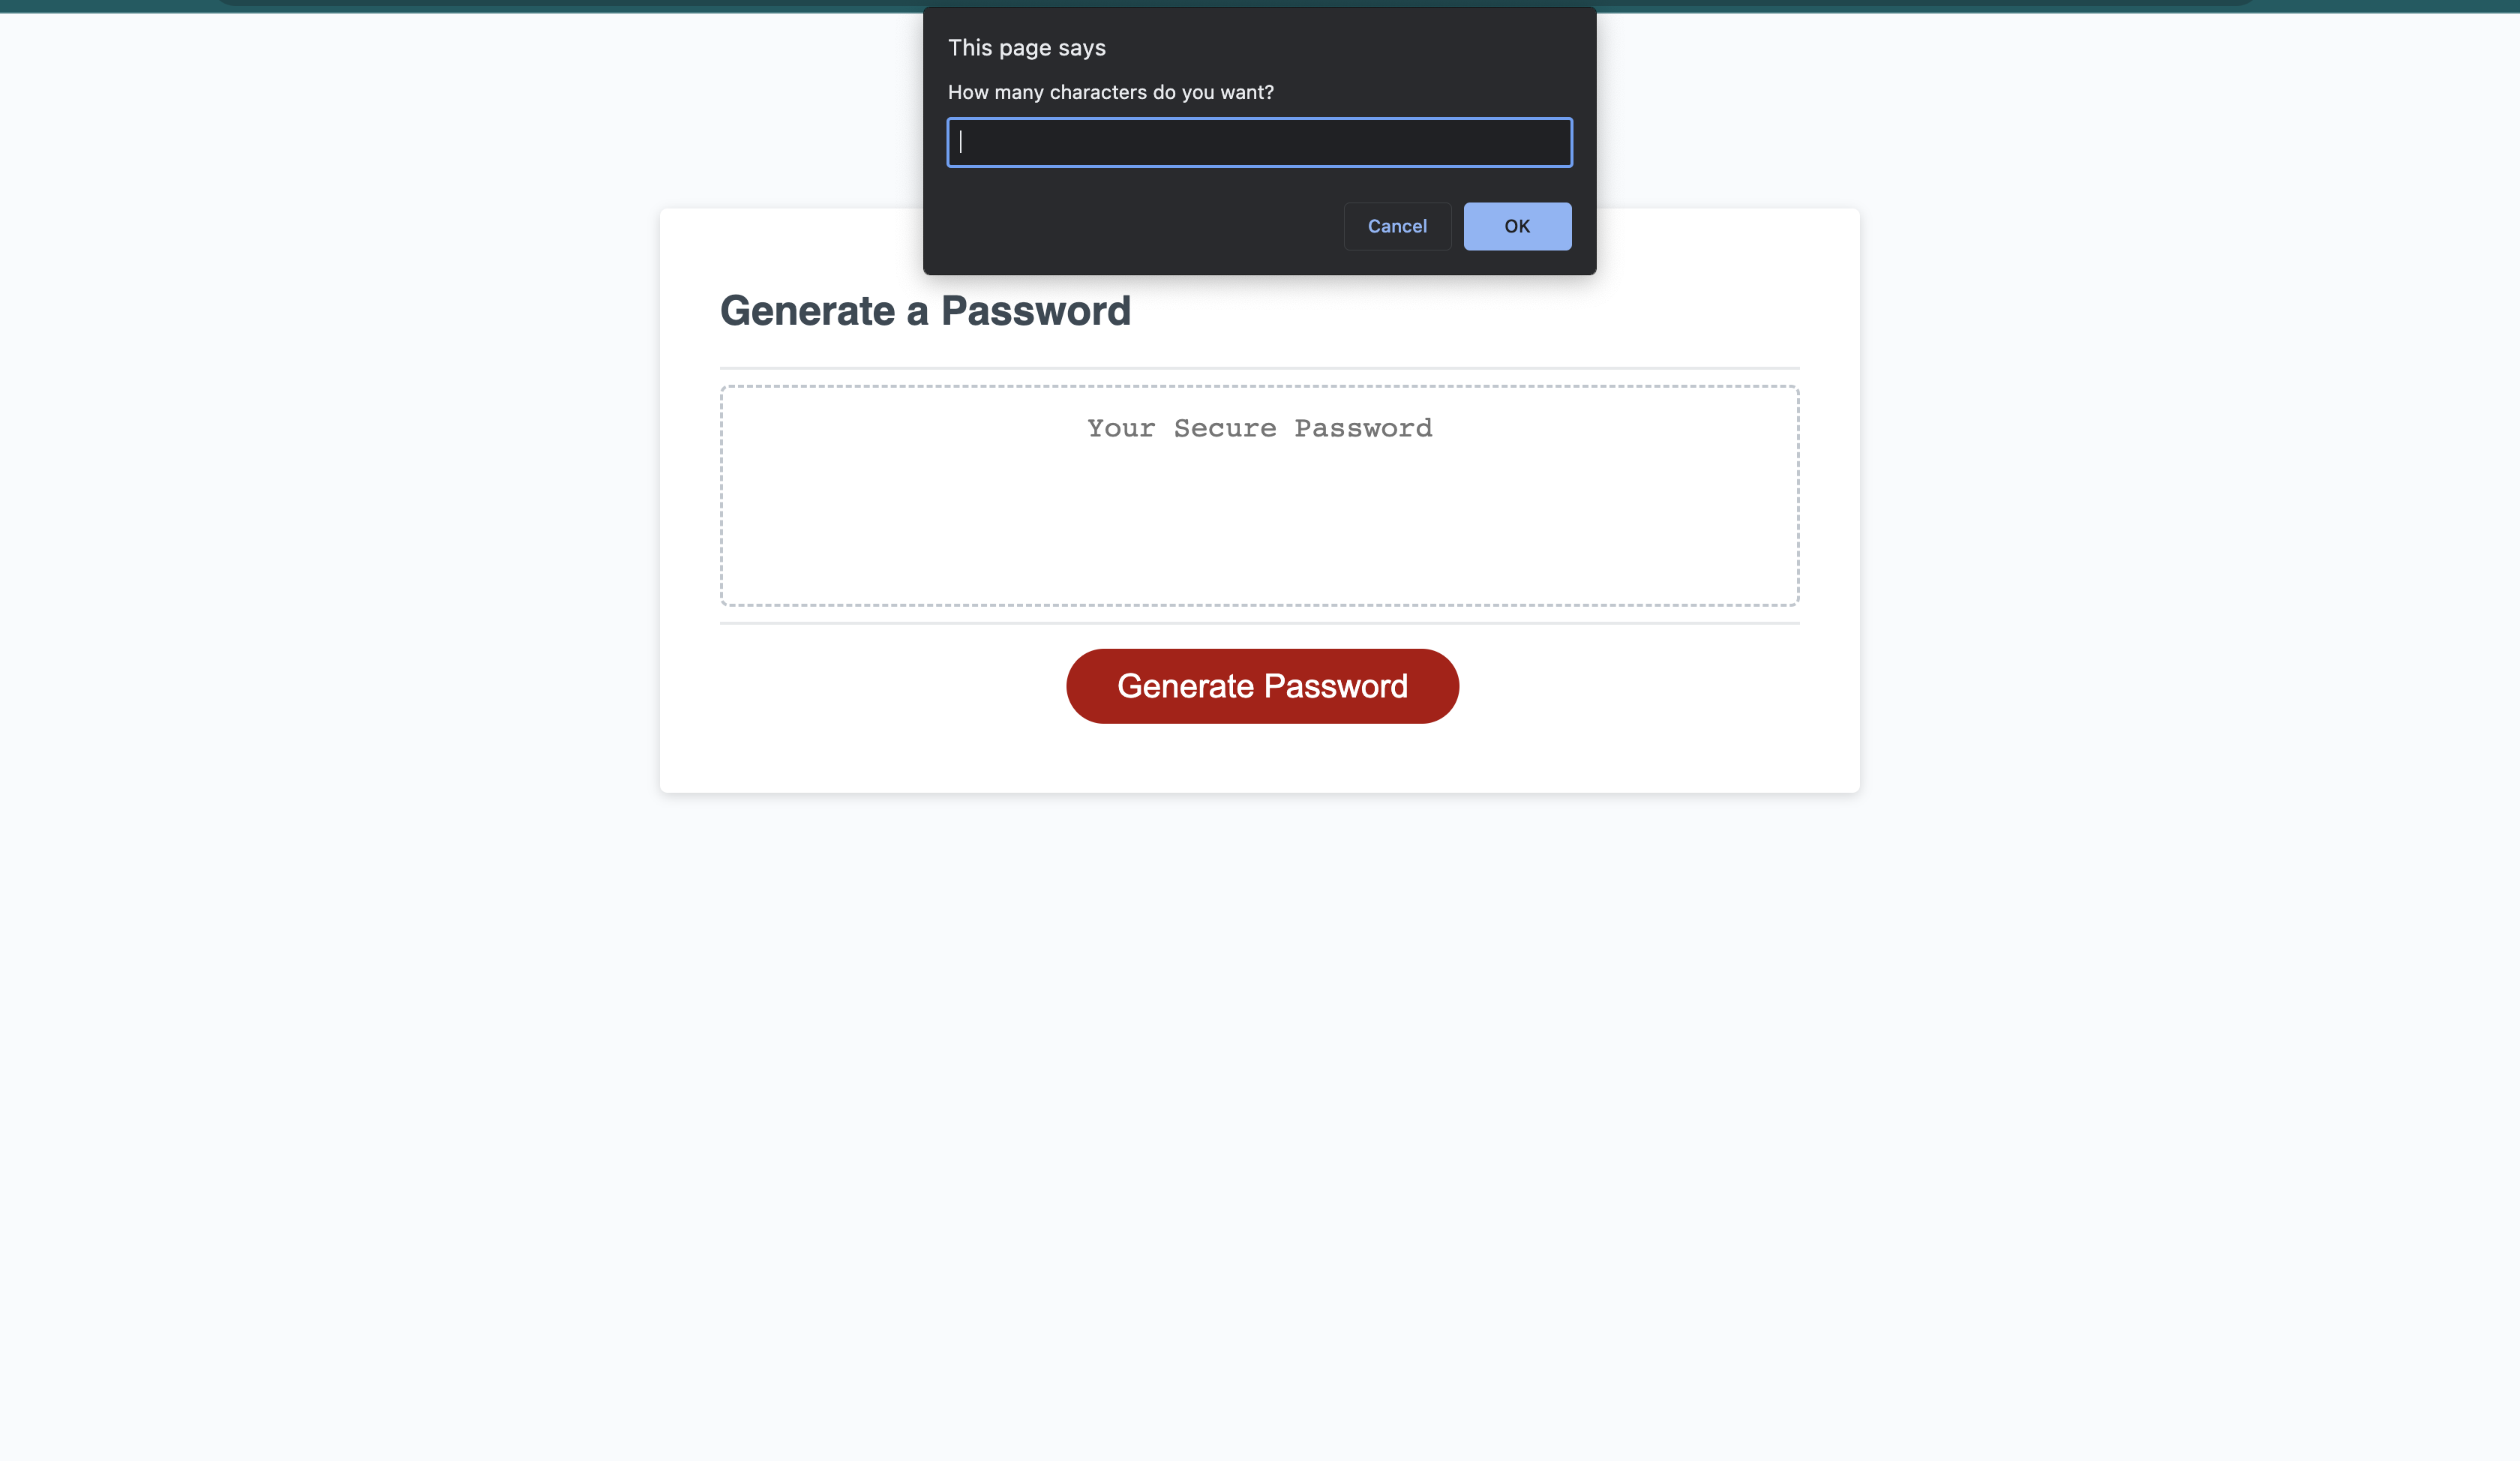 This page says
How many characters do you want?
Cancel
OK
Generate a Password
Your Secure Password
Generate Password